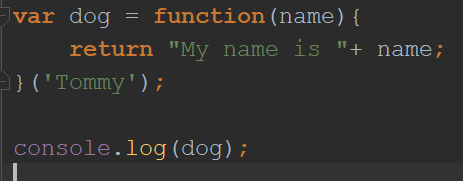 var dog = function(name){
    return "My name is "+ name;
}('Tommy');
console.log(dog);